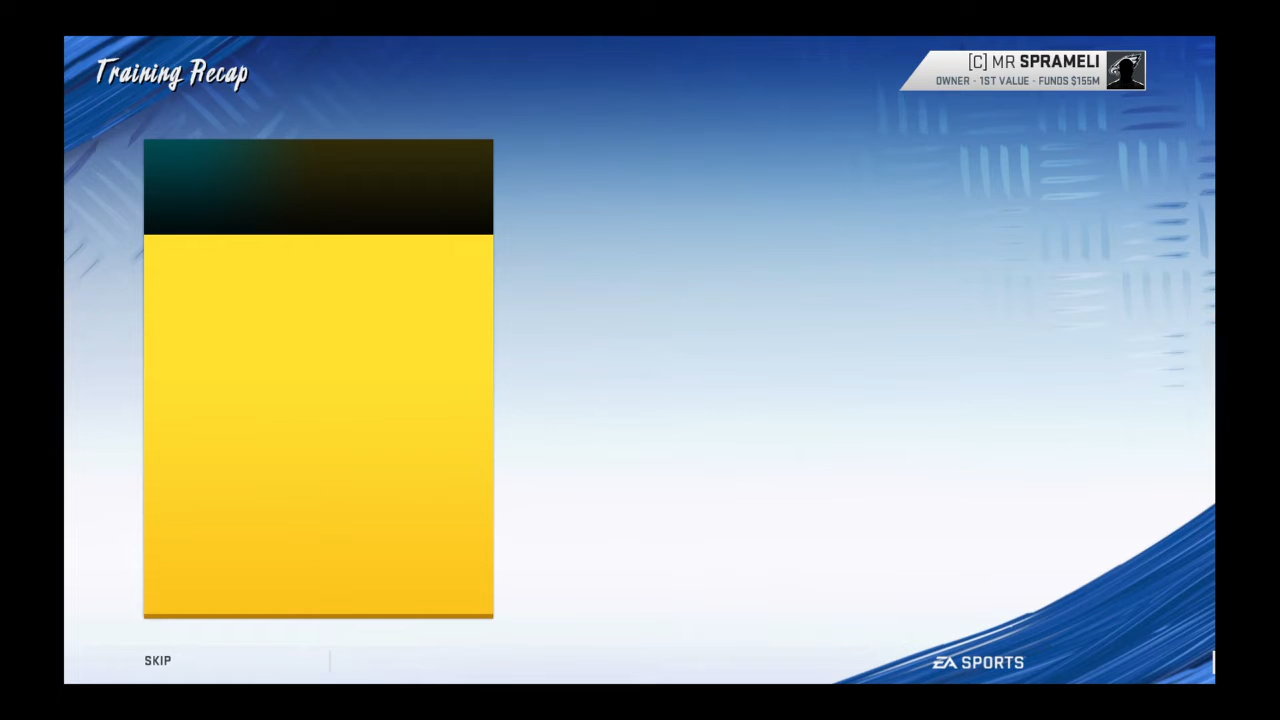 Training Recap
[C] MR SPRAMELI
OWNER - 1ST VALUE - FUNDS $155M
SKIP
EA SPORTS